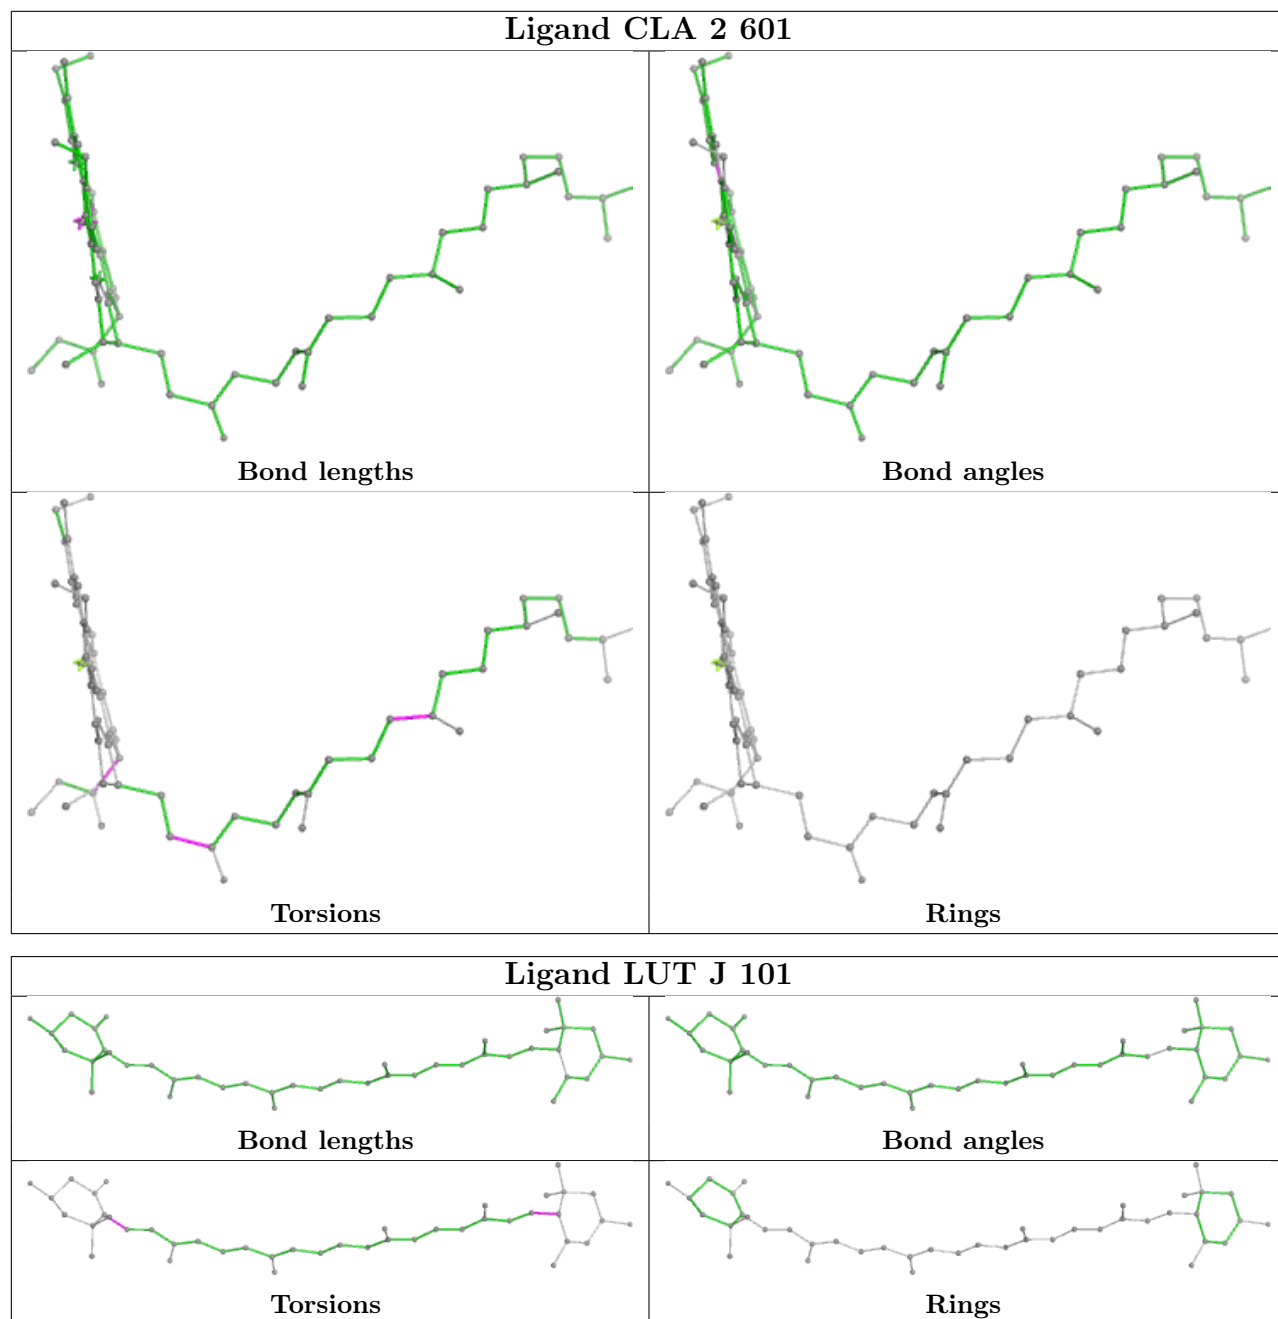 Ligand CLA 2 601
Bond lengths
Bond angles
Torsions
Rings
Ligand LUT J 101
Bond lengths
Bond angles
Torsions
Rings